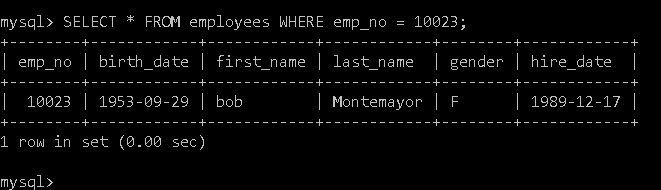 mysql> SELECT * FROM employees WHERE emp_no = 10023;
+--------+------------+------------+------------+--------+------------+
| emp_no | birth_date | first_name | last_name  | gender | hire_date  |
+--------+------------+------------+------------+--------+------------+
|  10023 | 1953-09-29 | bob        | Montemayor | F      | 1989-12-17 |
+--------+------------+------------+------------+--------+------------+
1 row in set (0.00 sec)
mysql>